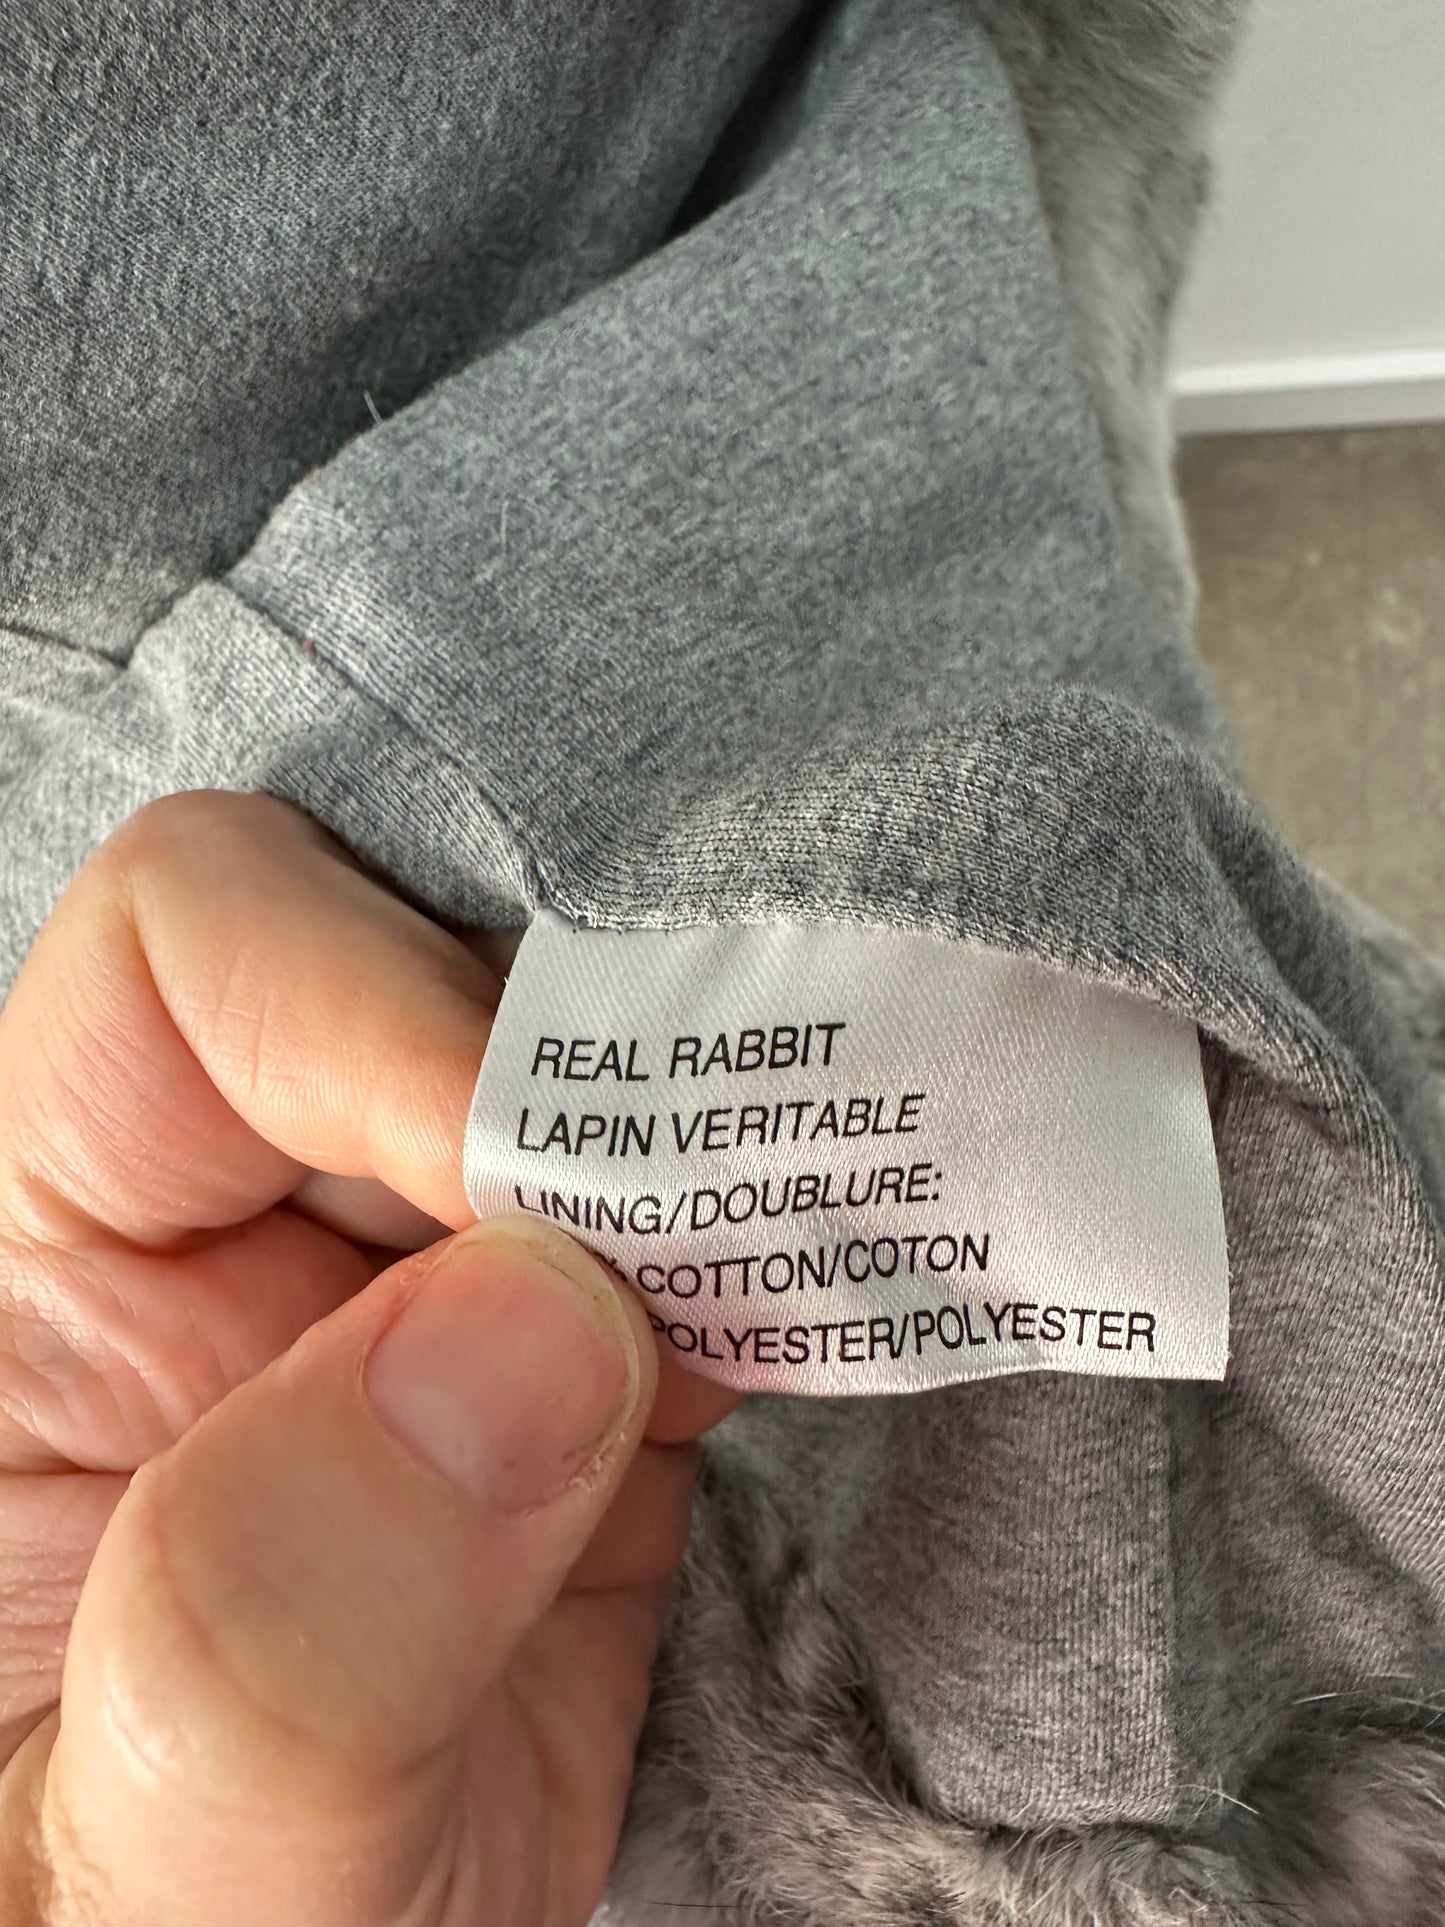 REAL RABBIT
LAPIN VERITABLE
LINING/DOUBLURE:
% COTTON/COTON
POLYESTER/POLYESTER